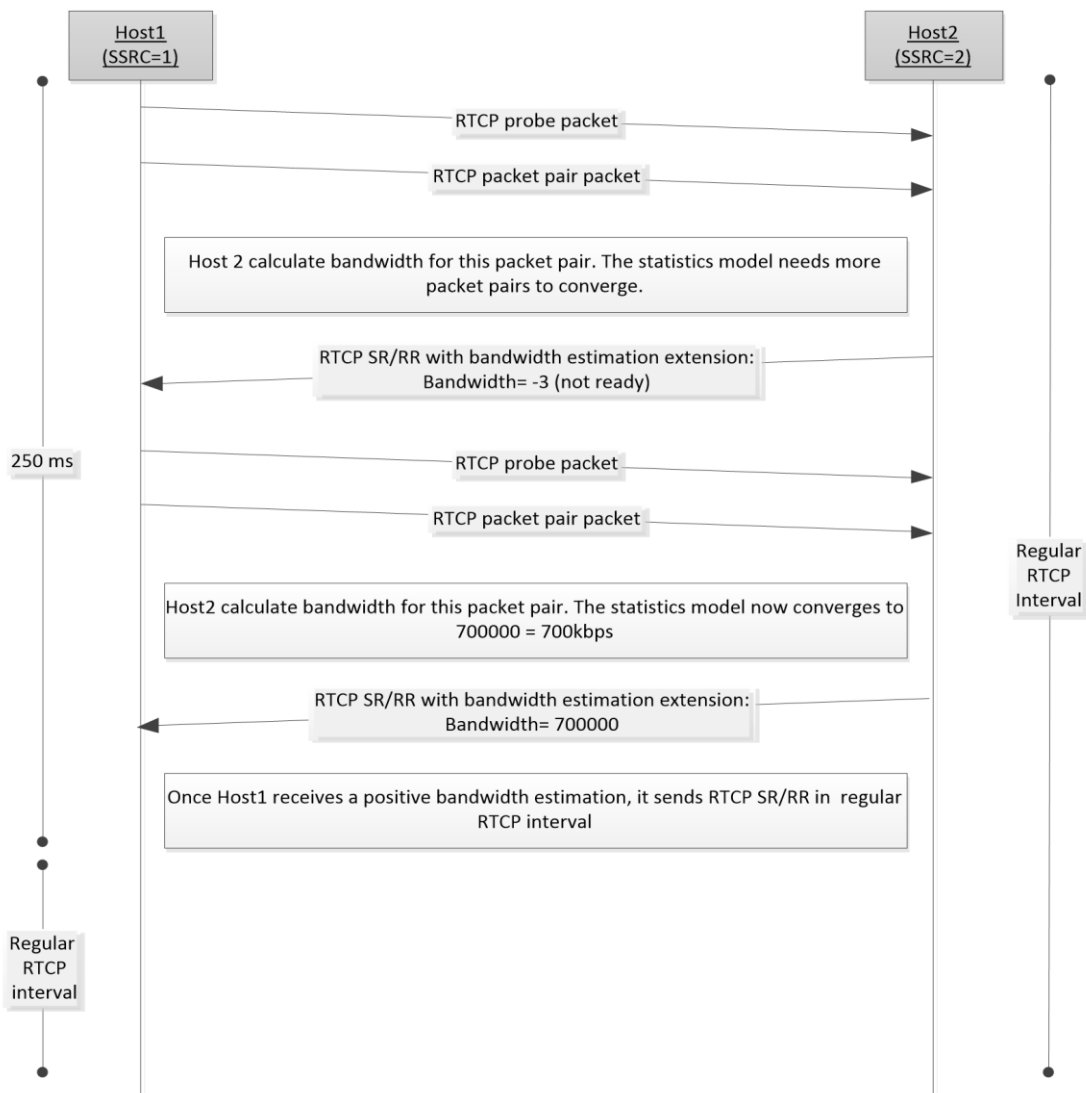 Host1
(SSRC=1)
Host2
(SSRC=2)
RTCP probe packet
RTCP packet pair packet
Host 2 calculate bandwidth for this packet pair. The statistics model needs more
packet pairs to converge.
RTCP SR/RR with bandwidth estimation extension:
Bandwidth= -3 (not ready)
250 ms
RTCP probe packet
RTCP packet pair packet
Regular
RTCP
Interval
Host2 calculate bandwidth for this packet pair. The statistics model now converges to
700000 = 700kbps
RTCP SR/RR with bandwidth estimation extension:
Bandwidth= 700000
Once Host1 receives a positive bandwidth estimation, it sends RTCP SR/RR in  regular
RTCP interval
Regular
RTCP
interval